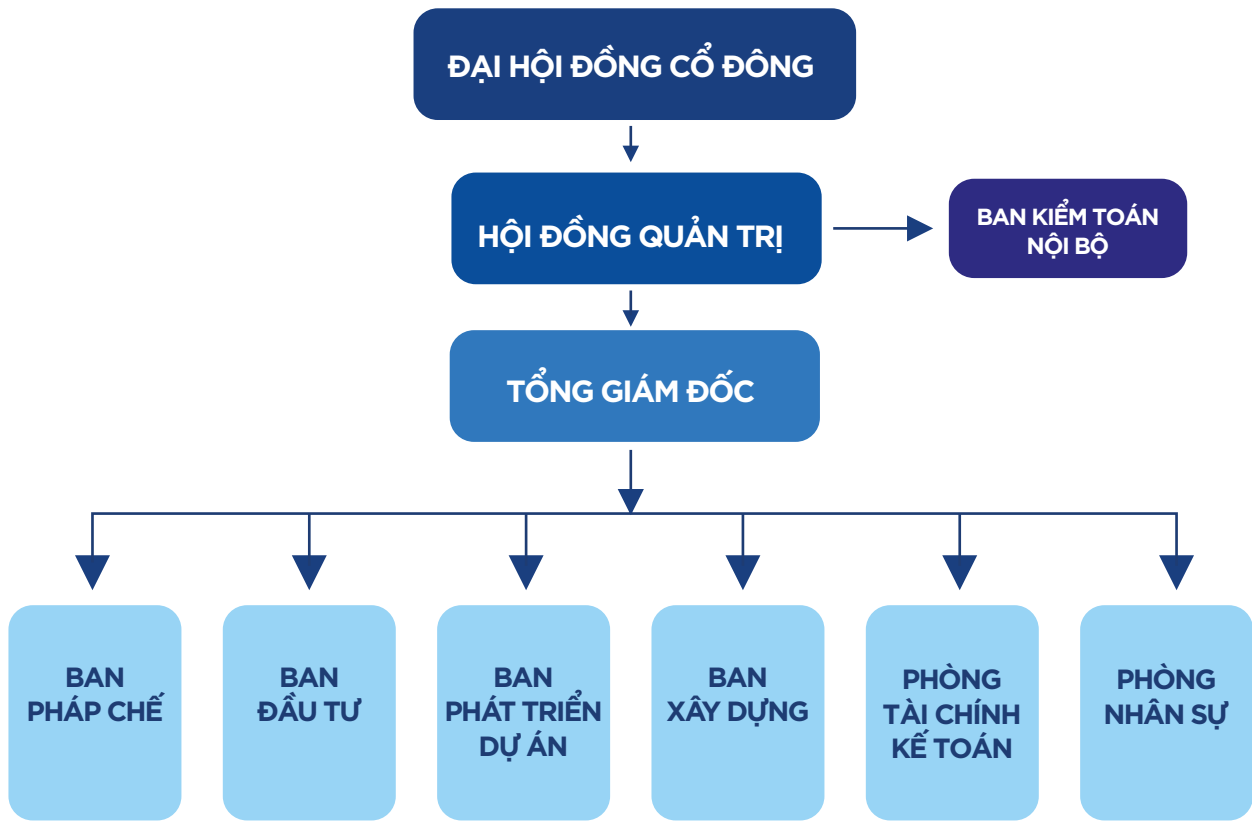 ĐẠI HỘI ĐỒNG CỔ ĐÔNG
HỘI ĐỒNG QUẢN TRỊ
BAN KIỂM TOÁN
NỘI BỘ
TỔNG GIÁM ĐỐC
BAN
PHÁP CHẾ
BAN
ĐẦU TƯ
BAN
PHÁT TRIỂN
DỰ ÁN
BAN
XÂY DỰNG
PHÒNG
TÀI CHÍNH
KẾ TOÁN
PHÒNG
NHÂN SỰ